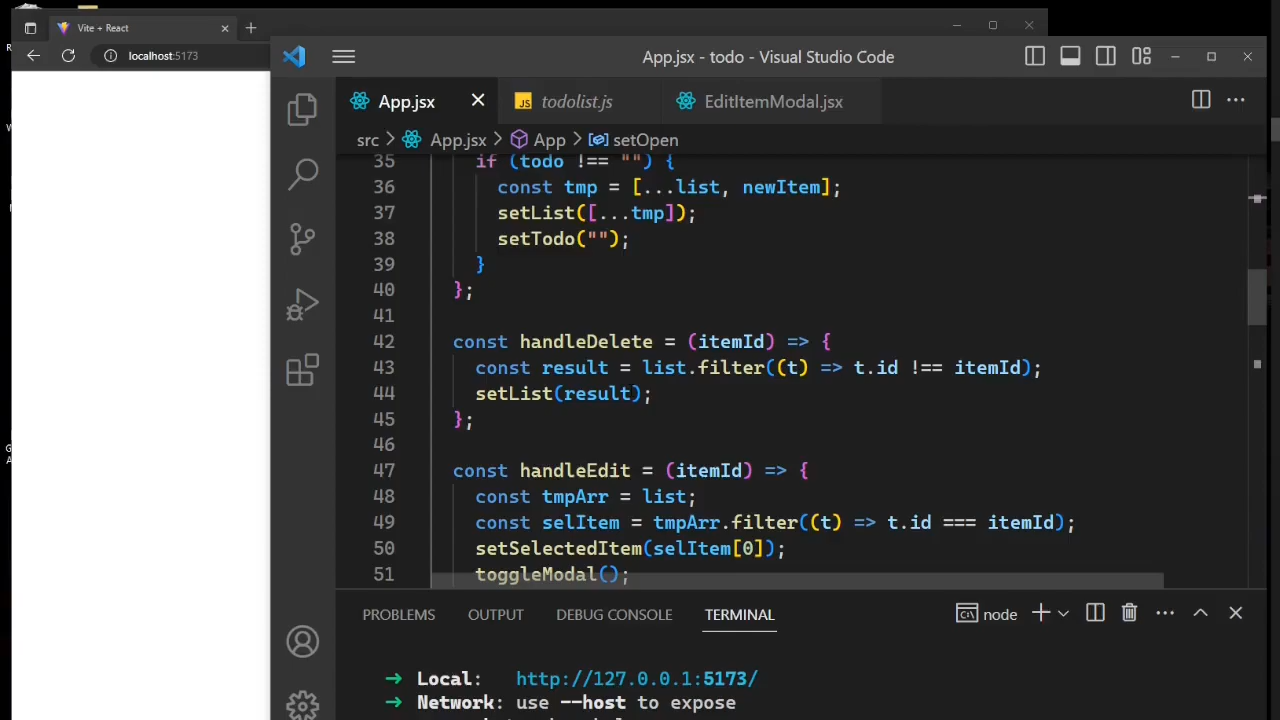 Vite + React
localhost:5173
App.jsx - todo - Visual Studio Code
App.jsx
JS todolist.js
EditItemModal.jsx
src > App.jsx > App > setOpen
35 if (todo !== "") {
36 const tmp = [...list, newItem];
37 setList([...tmp]);
38 setTodo("");
39 }
40 };
41
42 const handleDelete = (itemId) => {
43 const result = list.filter((t) => t.id !== itemId);
44 setList(result);
45 };
46
47 const handleEdit = (itemId) => {
48 const tmpArr = list;
49 const selItem = tmpArr.filter((t) => t.id === itemId);
50 setSelectedItem(selItem[0]);
51 toggleModal();
PROBLEMS OUTPUT DEBUG CONSOLE TERMINAL
node
➜ Local: http://127.0.0.1:5173/
➜ Network: use --host to expose